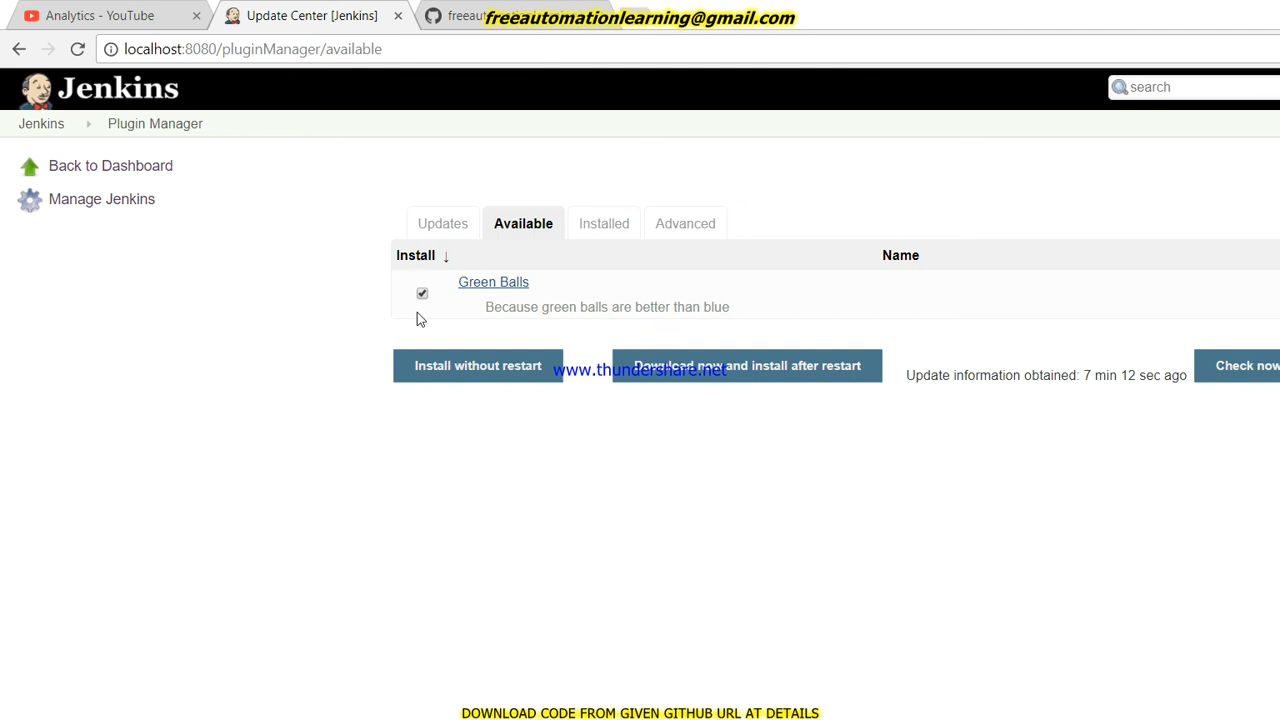 Analytics - YouTube
Update Center [Jenkins]
freeau
freeautomationlearning@gmail.com
localhost:8080/pluginManager/available
Jenkins
search
Jenkins
Plugin Manager
Back to Dashboard
Manage Jenkins
Updates
Available
Installed
Advanced
Install ↓
Name
Green Balls
Because green balls are better than blue
Install without restart
Download now and install after restart
www.thundershare.net
Update information obtained: 7 min 12 sec ago
Check now
DOWNLOAD CODE FROM GIVEN GITHUB URL AT DETAILS